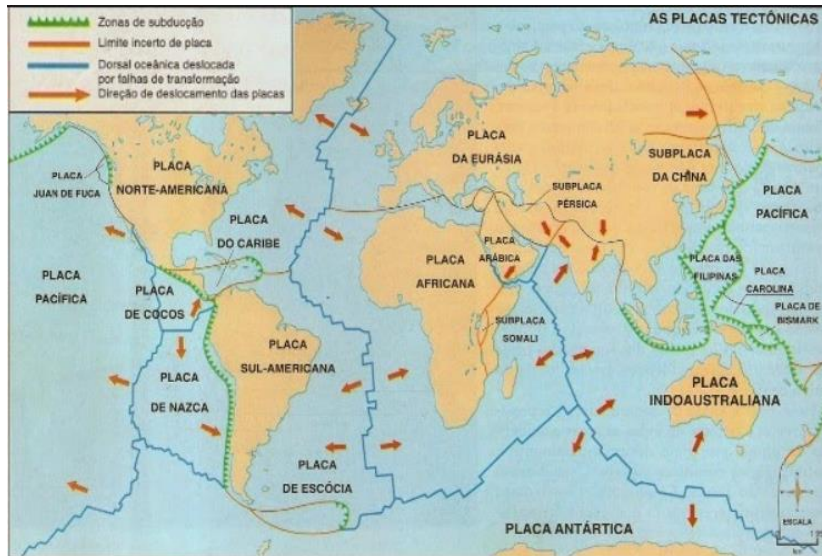 AS PLACAS TECTÔNICAS
Zonas de subducção
Limite incerto de placa
Dorsal oceânica deslocada
por falhas de transformação
Direção de deslocamento das placas
PLACA
JUAN DE FUCA
PLACA
NORTE-AMERICANA
PLACA
DA EURÁSIA
SUBPLACA
DA CHINA
SUBPLACA
PÉRSICA
PLACA
PACÍFICA
PLACA
DO CARIBE
PLACA
ARÁBICA
PLACA
AFRICANA
PLACA DAS
FILIPINAS
PLACA
CAROLINA
PLACA DE
BISMARK
PLACA
PACÍFICA
PLACA
DE COCOS
SUBPLACA
SOMALI
PLACA
SUL-AMERICANA
PLACA
DE NAZCA
PLACA
INDOAUSTRALIANA
PLACA
DE ESCÓCIA
PLACA ANTÁRTICA
ESCALA